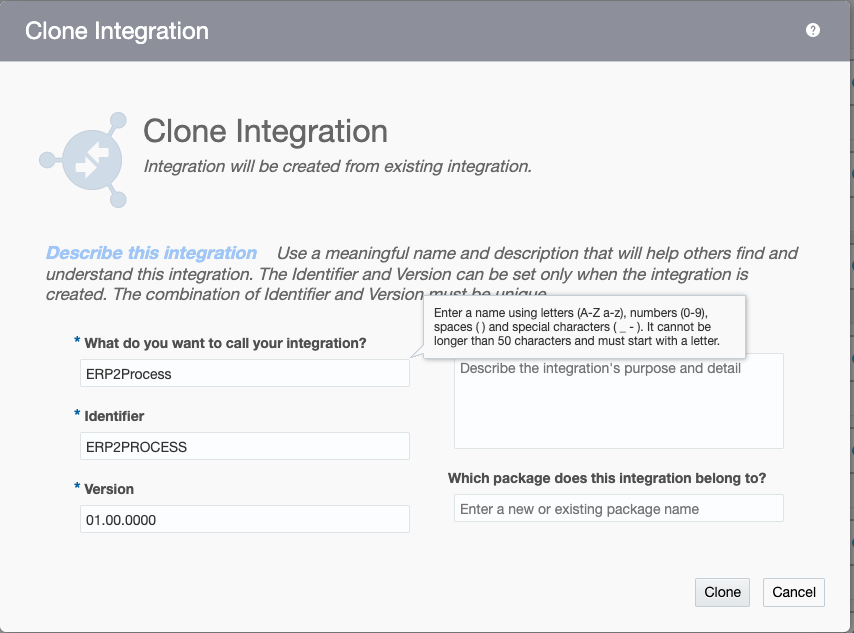 Clone Integration
?
Clone Integration
Integration will be created from existing integration.
Describe this integration Use a meaningful name and description that will help others find and
understand this integration. The Identifier and Version can be set only when the integration is
created. The combination of Identifier and Version must be unique.
Enter a name using letters (A-Z a-z), numbers (0-9),
spaces ( ) and special characters ( _ - ). It cannot be
longer than 50 characters and must start with a letter.
* What do you want to call your integration?
ERP2Process
Describe the integration's purpose and detail
* Identifier
ERP2PROCESS
Which package does this integration belong to?
* Version
01.00.0000
Enter a new or existing package name
Clone
Cancel